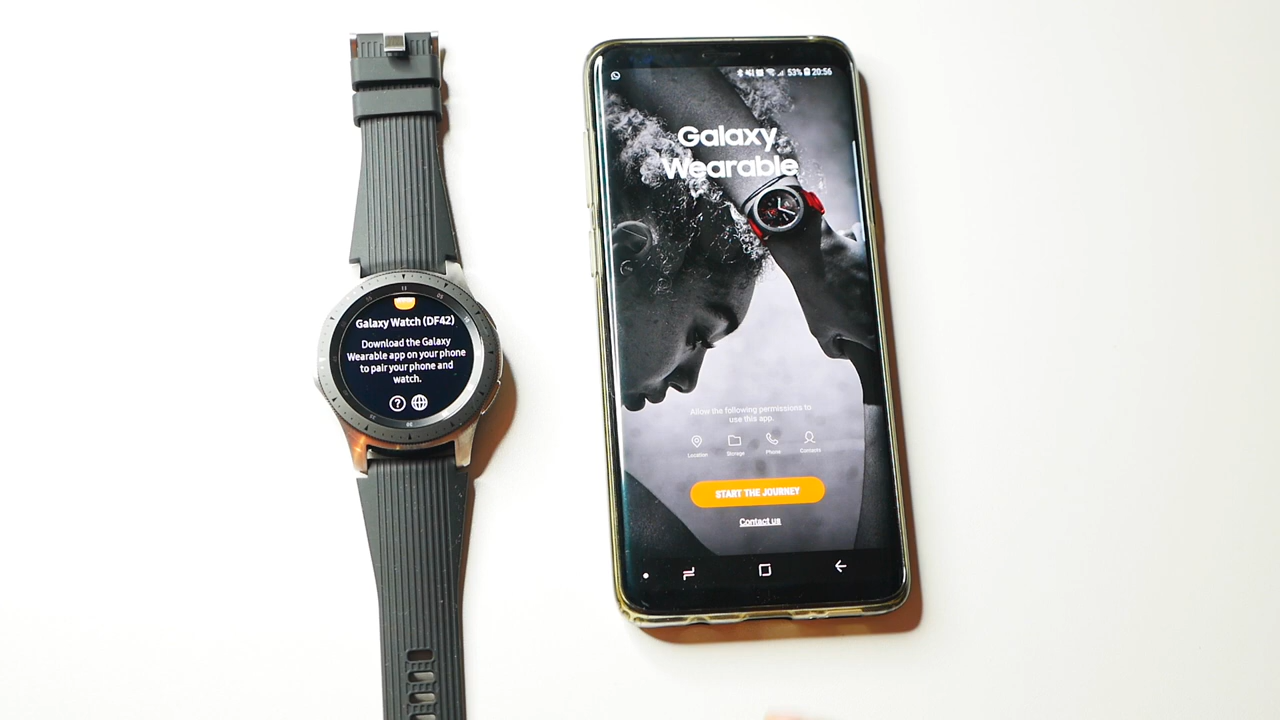 Galaxy Watch (DF42)
Download the Galaxy
Wearable app on your phone
to pair your phone and
watch.
?
53% 20:56
Galaxy
Wearable
Allow the following permissions to
use this app.
Location Storage Phone Contacts
START THE JOURNEY
Contact us